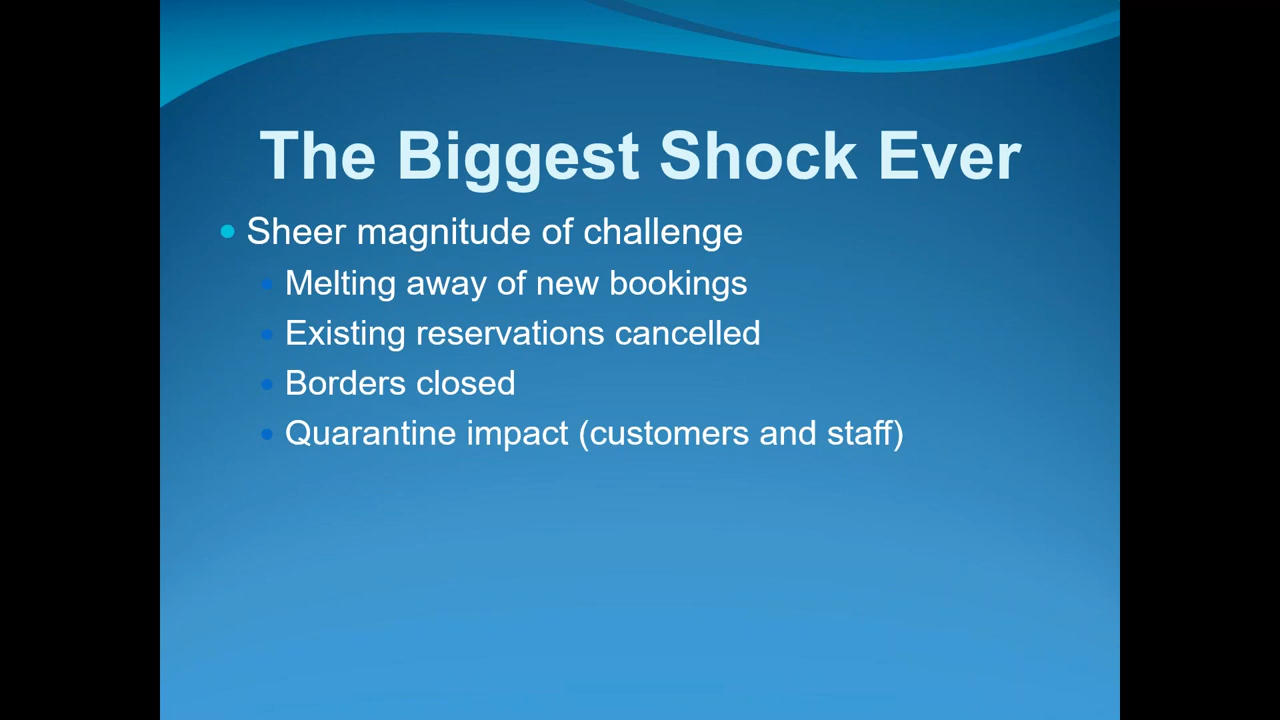 The Biggest Shock Ever
Sheer magnitude of challenge
Melting away of new bookings
Existing reservations cancelled
Borders closed
Quarantine impact (customers and staff)